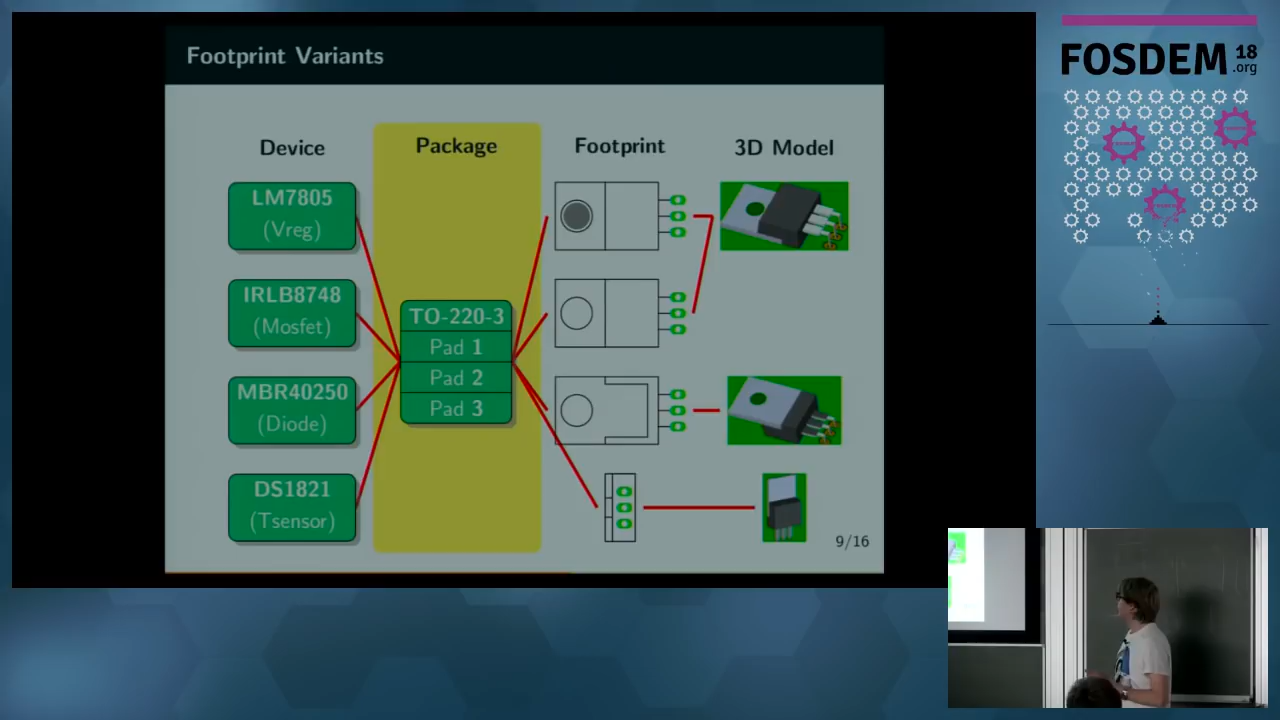 Footprint Variants
Device
Package
Footprint
3D Model
LM7805
(Vreg)
IRLB8748
(Mosfet)
MBR40250
(Diode)
DS1821
(Tsensor)
TO-220-3
Pad 1
Pad 2
Pad 3
9/16
FOSDEM 18
.org